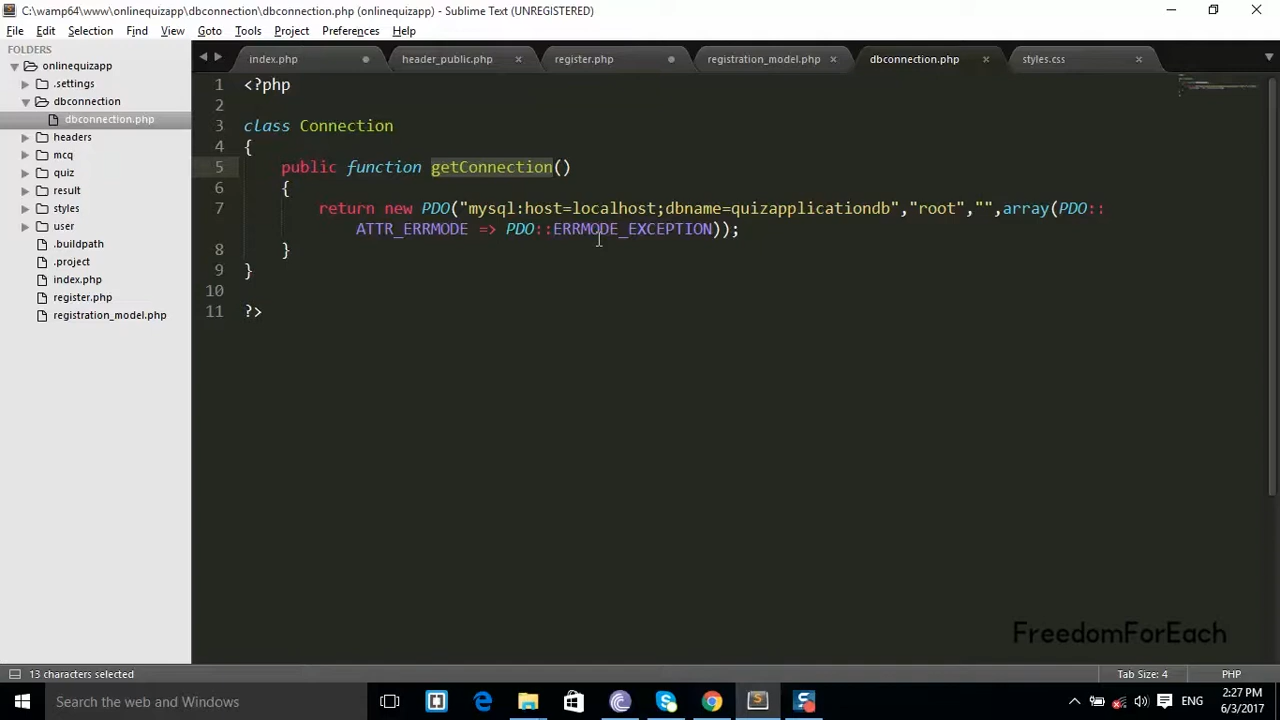 C:\wamp64\www\onlinequizapp\dbconnection\dbconnection.php (onlinequizapp) - Sublime Text (UNREGISTERED)
File Edit Selection Find View Goto Tools Project Preferences Help
FOLDERS
onlinequizapp
.settings
dbconnection
dbconnection.php
headers
mcq
quiz
result
styles
user
.buildpath
.project
index.php
register.php
registration_model.php
index.php header_public.php register.php registration_model.php dbconnection.php styles.css
1 <?php
2
3 class Connection
4 {
5 public function getConnection()
6 {
7 return new PDO("mysql:host=localhost;dbname=quizapplicationdb","root","",array(PDO::
ATTR_ERRMODE => PDO::ERRMODE_EXCEPTION));
8 }
9 }
10
11 ?>
FreedomForEach
13 characters selected Tab Size: 4 PHP
Search the web and Windows
ENG
2:27 PM
6/3/2017